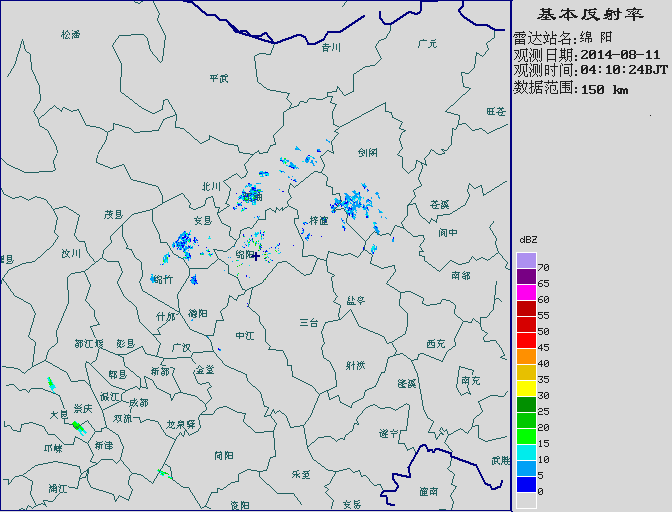 基本反射率
雷达站名:绵 阳
观测日期:2014-08-11
观测时间:04:10:24BJT
数据范围:150 km
松潘
青川
广元
平武
旺苍
剑阁
北川
苍溪
茂县
安县
梓潼
阆中
汶川
绵阳
绵竹
南部
盐亭
什邡
德阳
三台
中江
都江堰
彭县
广汉
西充
射洪
郫县
新都
金堂
蓬溪
南充
温江
成都
大邑
崇庆
双流
龙泉驿
遂宁
邛崃
新津
简阳
武胜
蒲江
乐至
潼南
资阳
安岳
dBZ
70
65
60
55
50
45
40
35
30
25
20
15
10
5
0